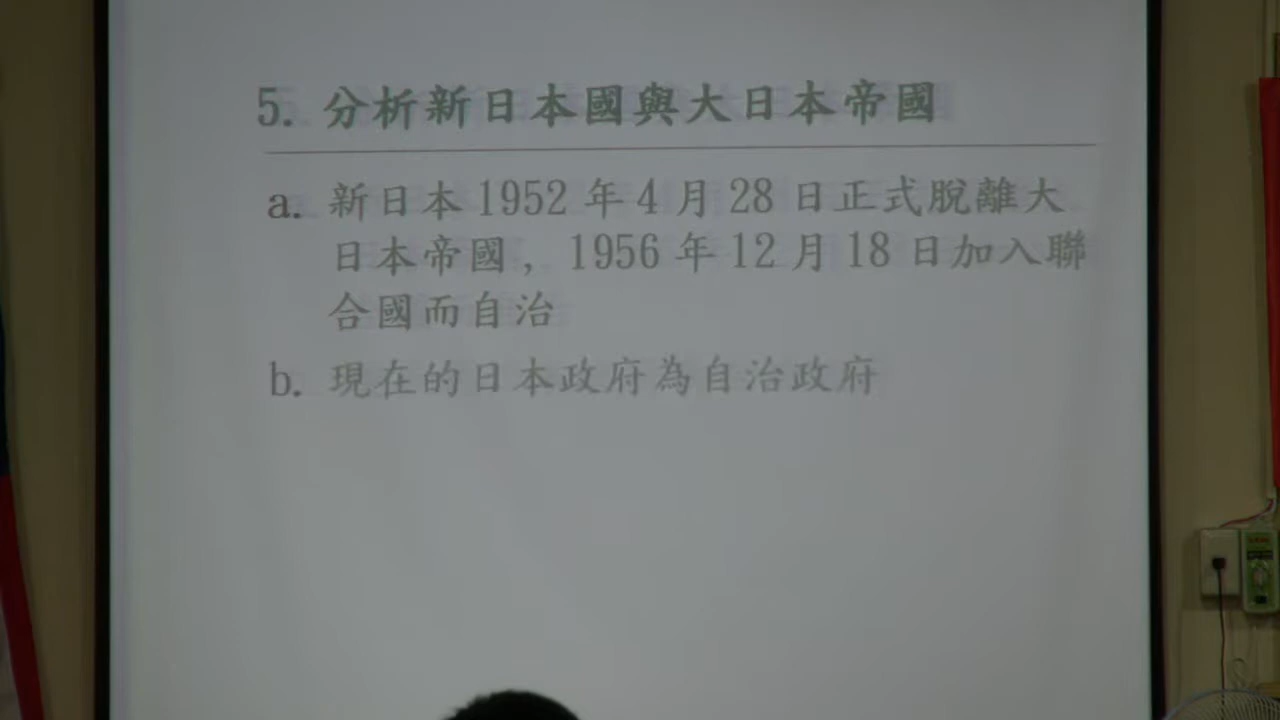 5. 分析新日本國與大日本帝國
a. 新日本 1952 年 4 月 28 日正式脫離大
日本帝國，1956 年 12 月 18 日加入聯
合國而自治
b. 現在的日本政府為自治政府